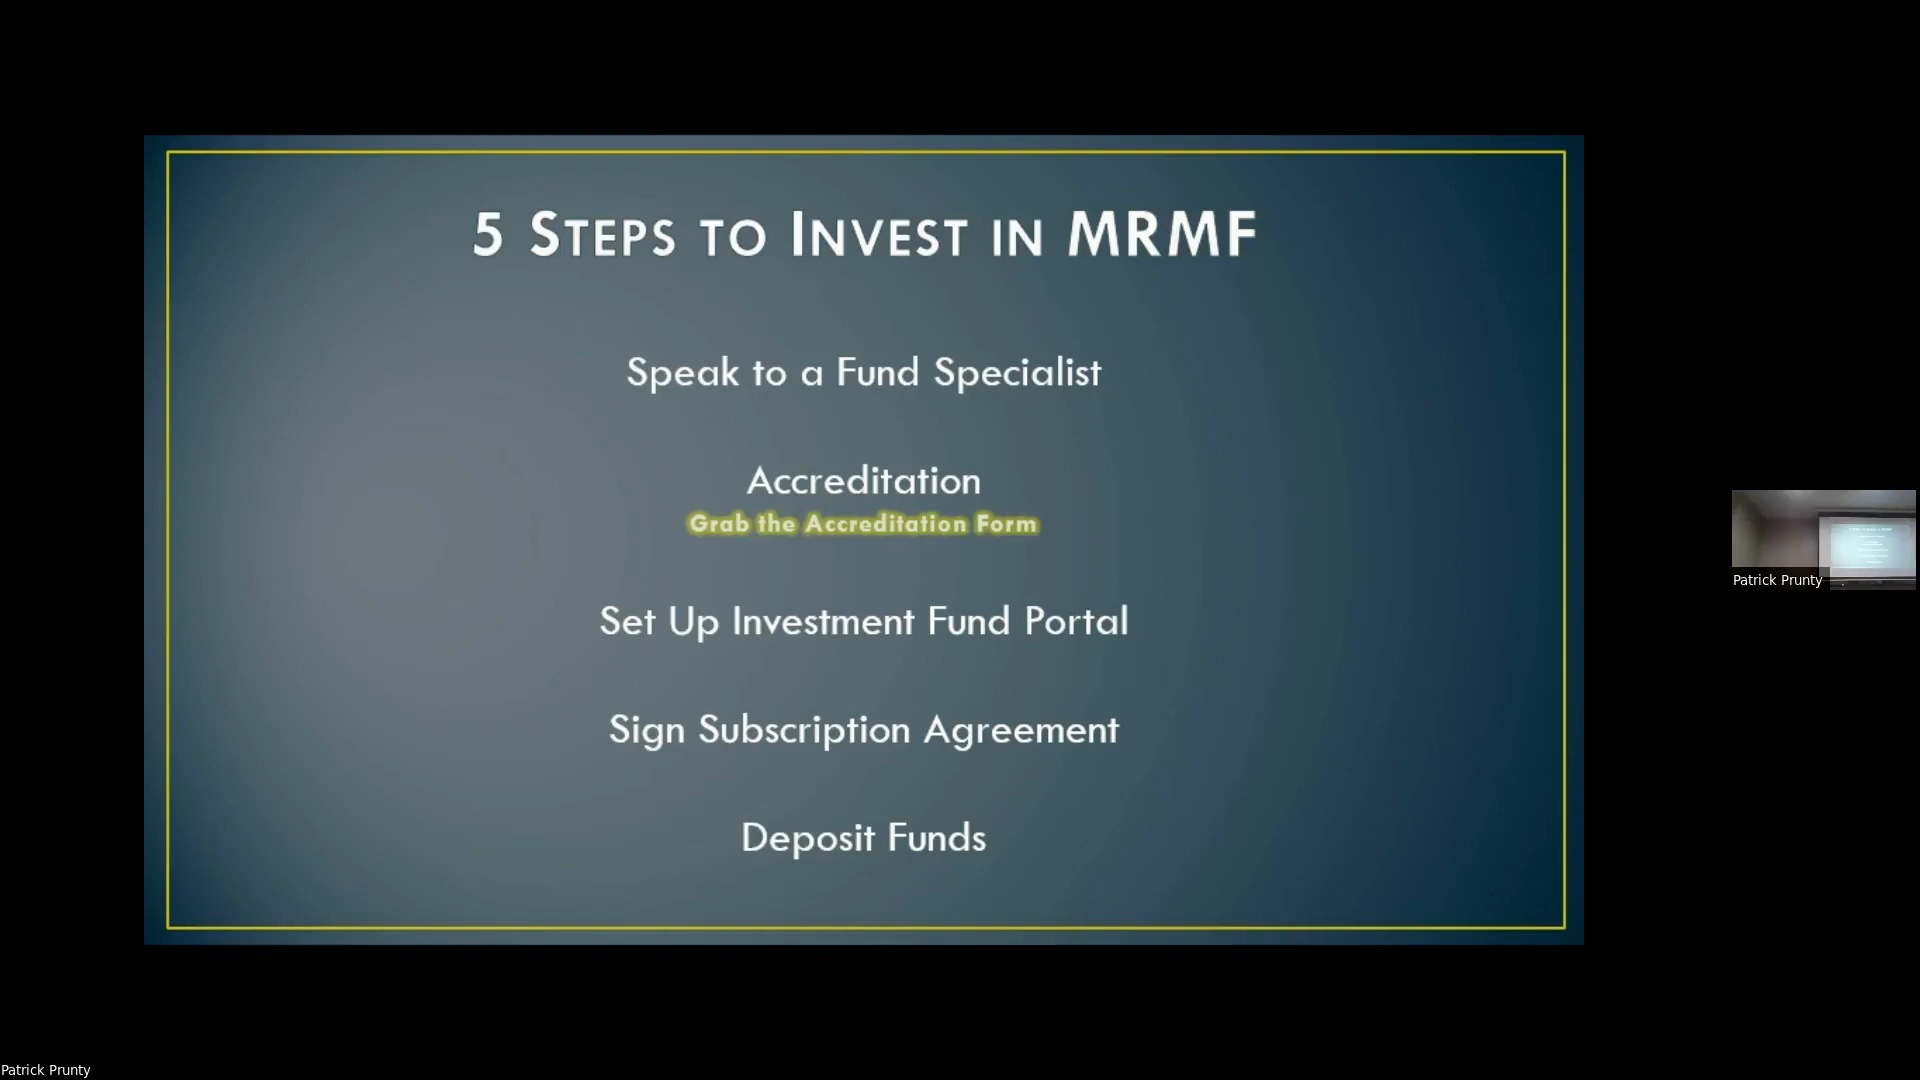 5 STEPS TO INVEST IN MRMF
Speak to a Fund Specialist
Accreditation
Grab the Accreditation Form
Set Up Investment Fund Portal
Sign Subscription Agreement
Deposit Funds
Patrick Prunty
Patrick Prunty